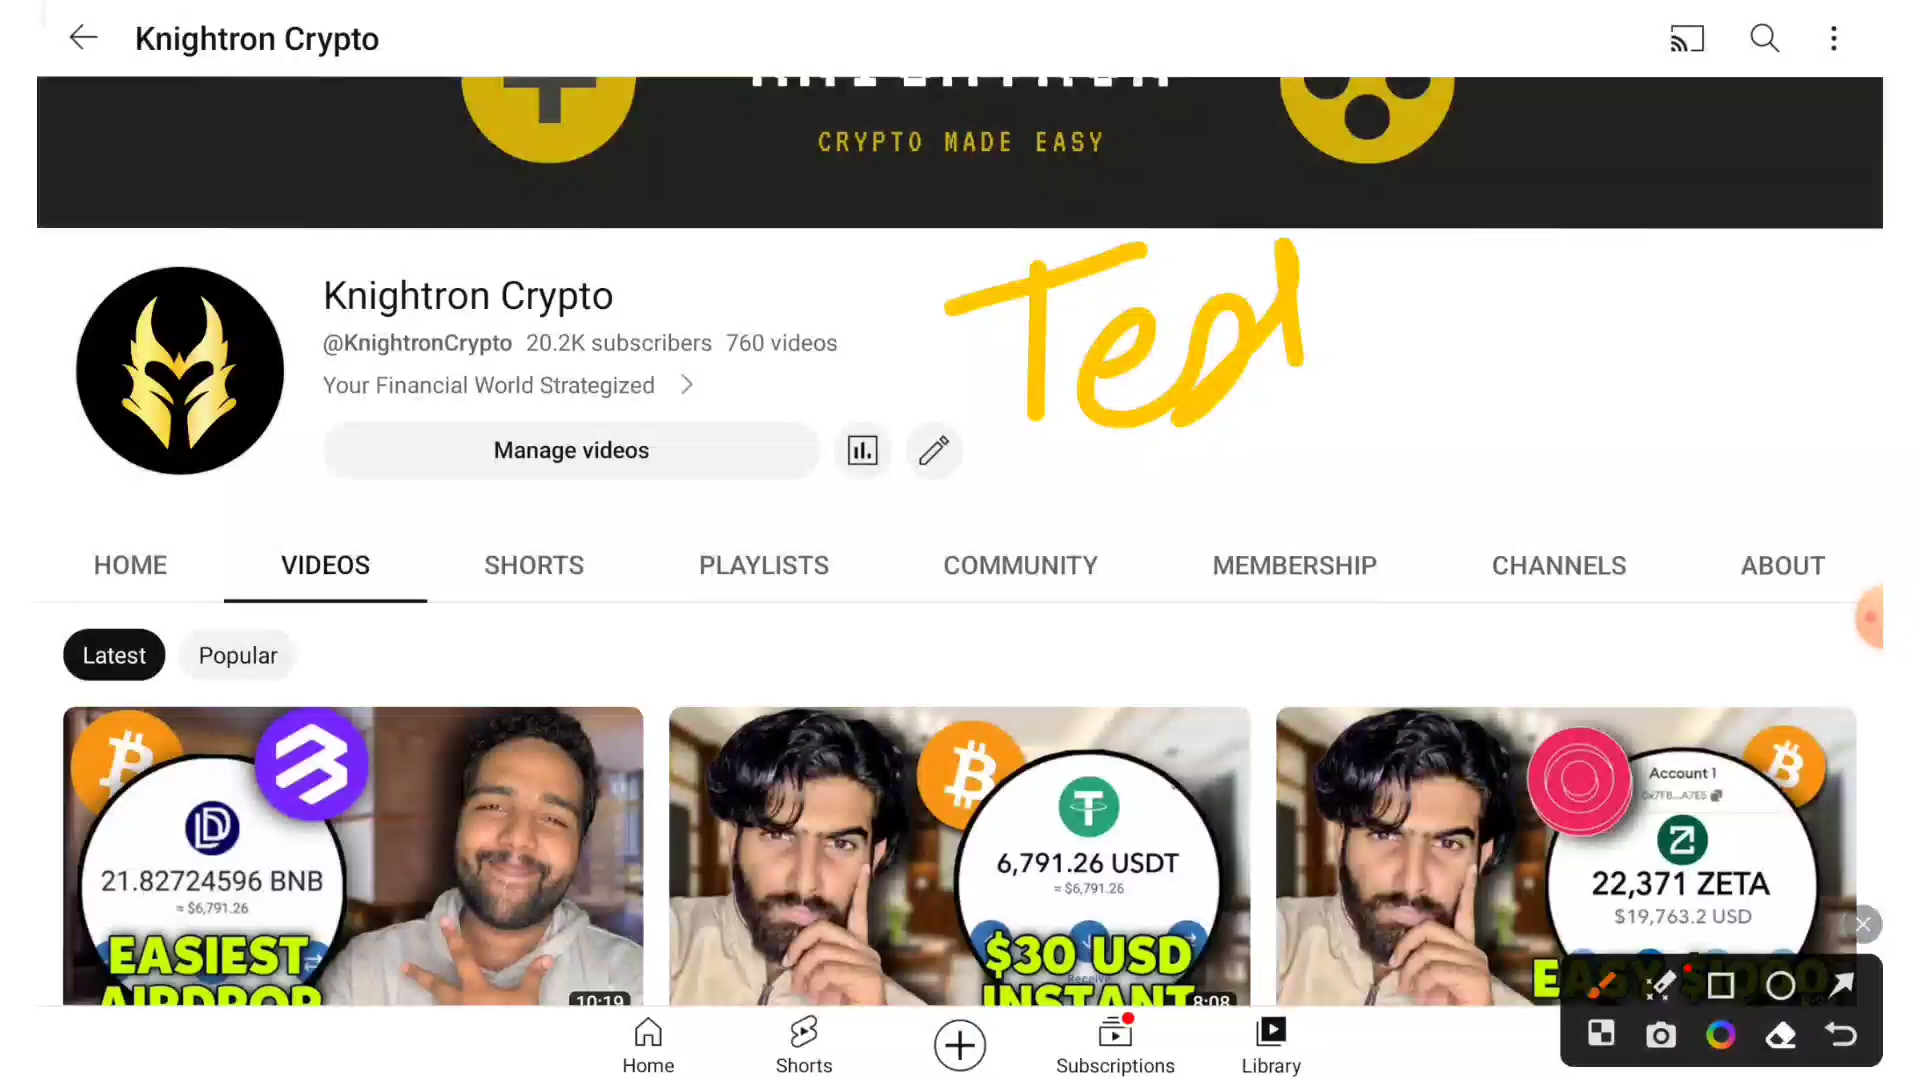 Knightron Crypto
CRYPTO MADE EASY
Knightron Crypto
@KnightronCrypto 20.2K subscribers 760 videos
Your Financial World Strategized
Manage videos
HOME VIDEOS SHORTS PLAYLISTS COMMUNITY MEMBERSHIP CHANNELS ABOUT
Latest Popular
21.82724596 BNB
≈ $6,791.26
EASIEST
AIRDROP
10:19
6,791.26 USDT
≈ $6,791.26
$30 USD
INSTANT
8:08
Account 1
22,371 ZETA
$19,763.2 USD
Home Shorts Subscriptions Library